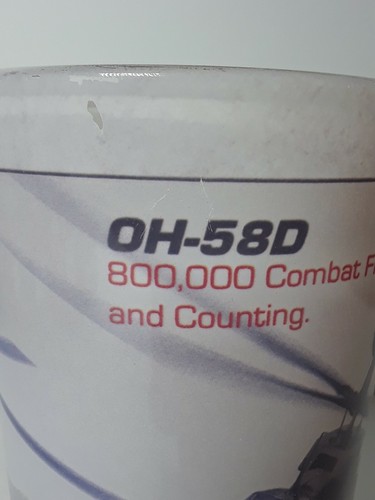 OH-58D
800,000 Combat
and Counting.